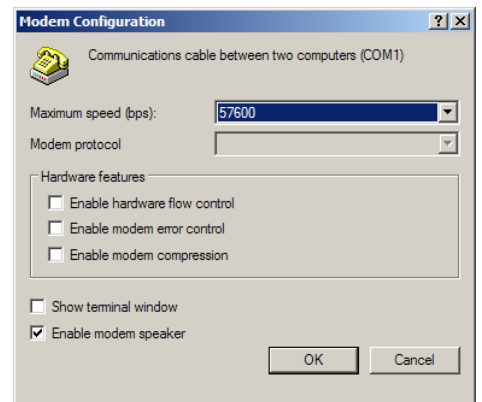 Modem Configuration
Communications cable between two computers (COM1)
Maximum speed (bps): 57600
Modem protocol
Hardware features
Enable hardware flow control
Enable modem error control
Enable modem compression
Show terminal window
Enable modem speaker
OK Cancel